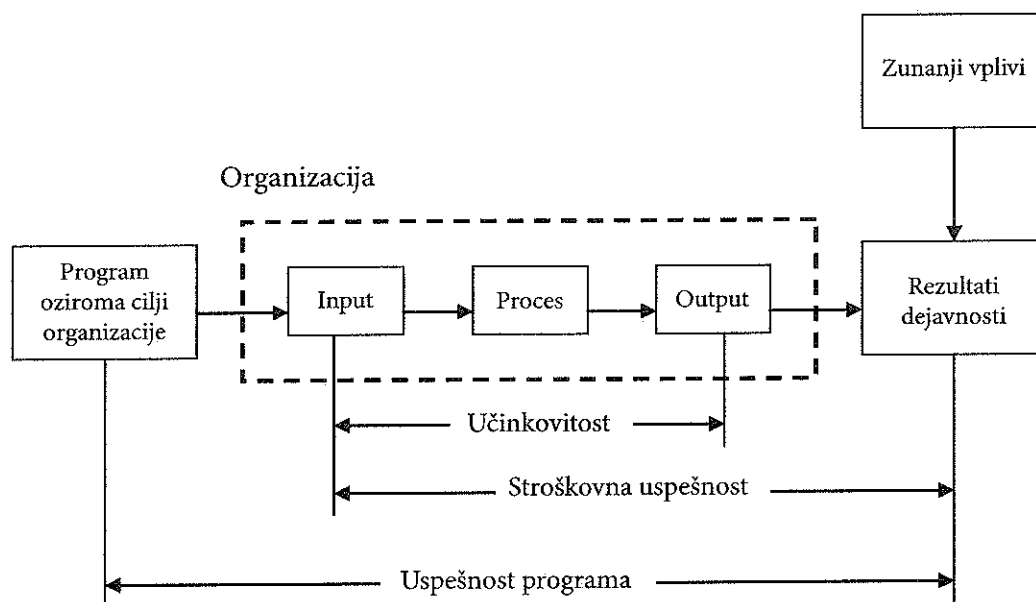 Zunanji vplivi
Organizacija
Program
oziroma cilji
organizacije
Input
Proces
Output
Rezultati
dejavnosti
Učinkovitost
Stroškovna uspešnost
Uspešnost programa